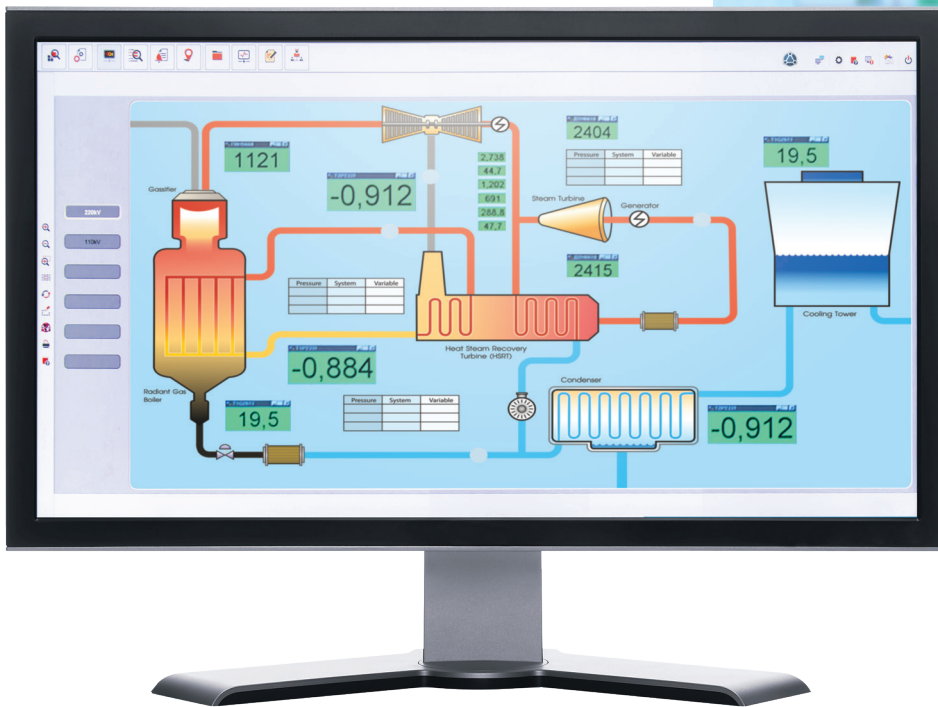 1121
2404
19,5
Pressure System Variable
-0,912
2,738
44,7
1,202
691
288,8
47,7
Gasifier
Steam Turbine
Generator
220kV
110kV
2415
Pressure System Variable
Cooling Tower
Heat Steam Recovery
Turbine (HSRT)
-0,884
Condenser
Radiant Gas
Boiler
Pressure System Variable
19,5
-0,912